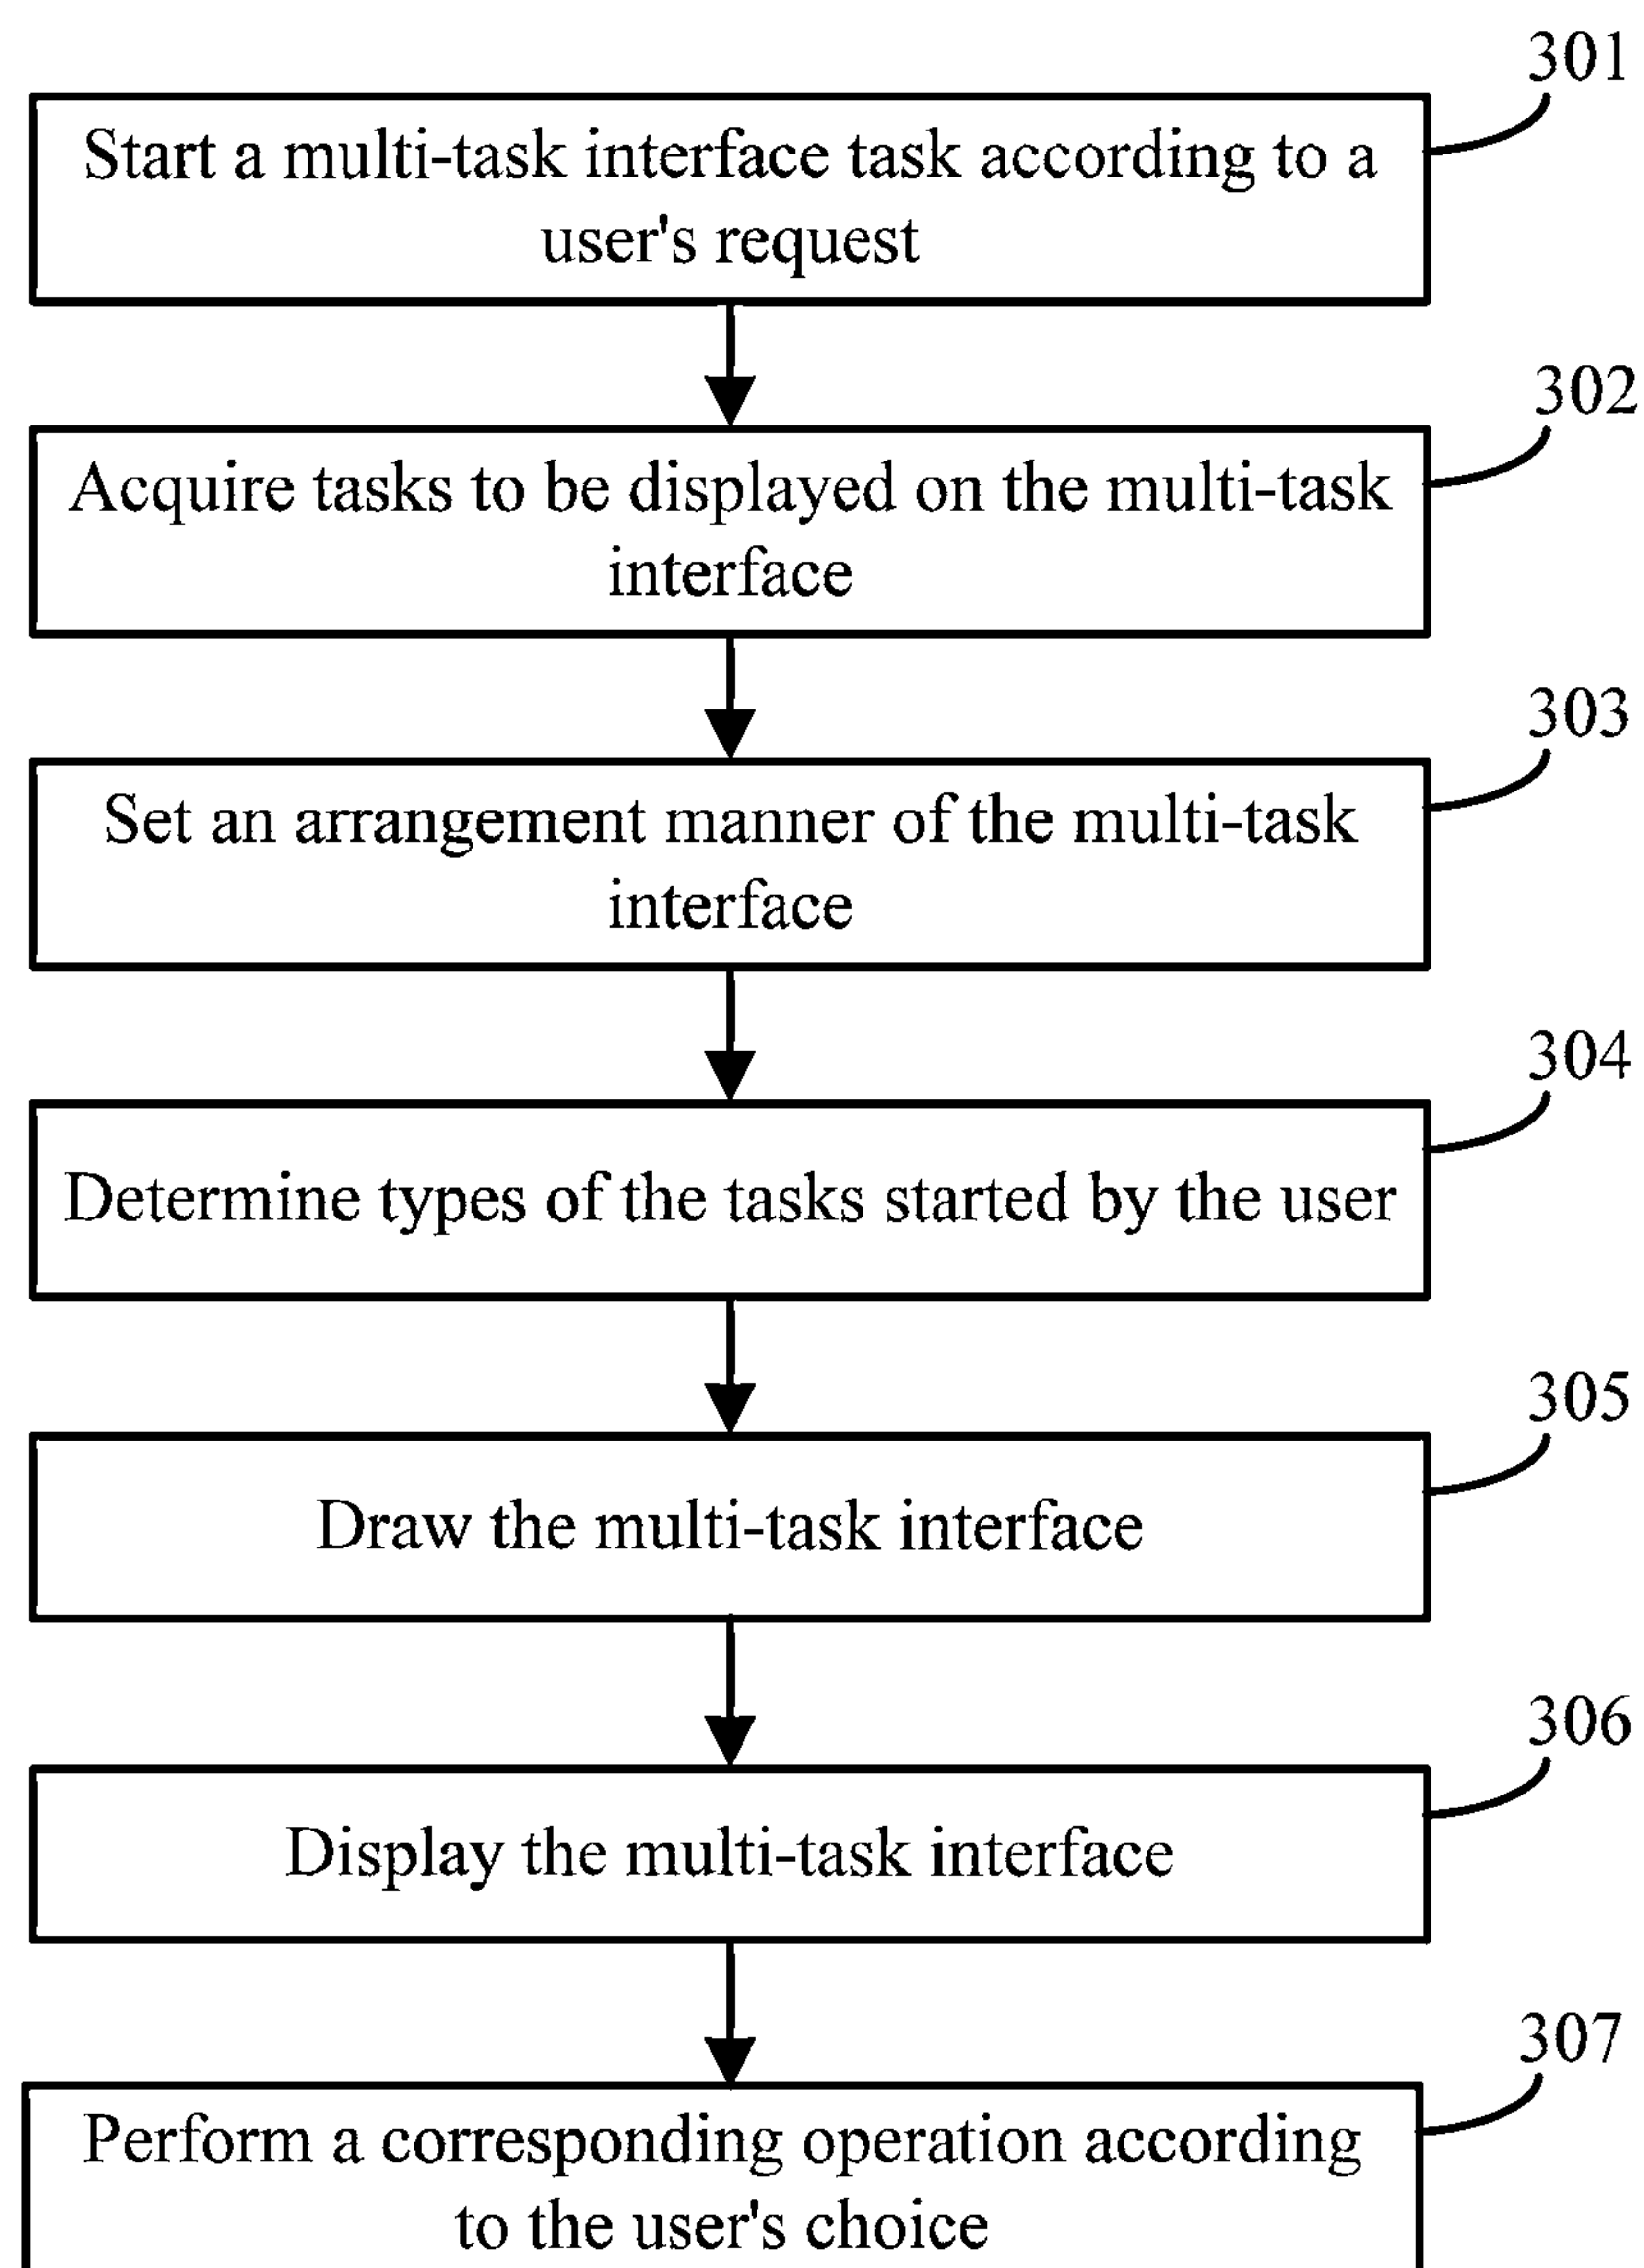 301
Start a multi-task interface task according to a
user's request
302
Acquire tasks to be displayed on the multi-task
interface
303
Set an arrangement manner of the multi-task
interface
304
Determine types of the tasks started by the user
305
Draw the multi-task interface
306
Display the multi-task interface
307
Perform a corresponding operation according
to the user's choice